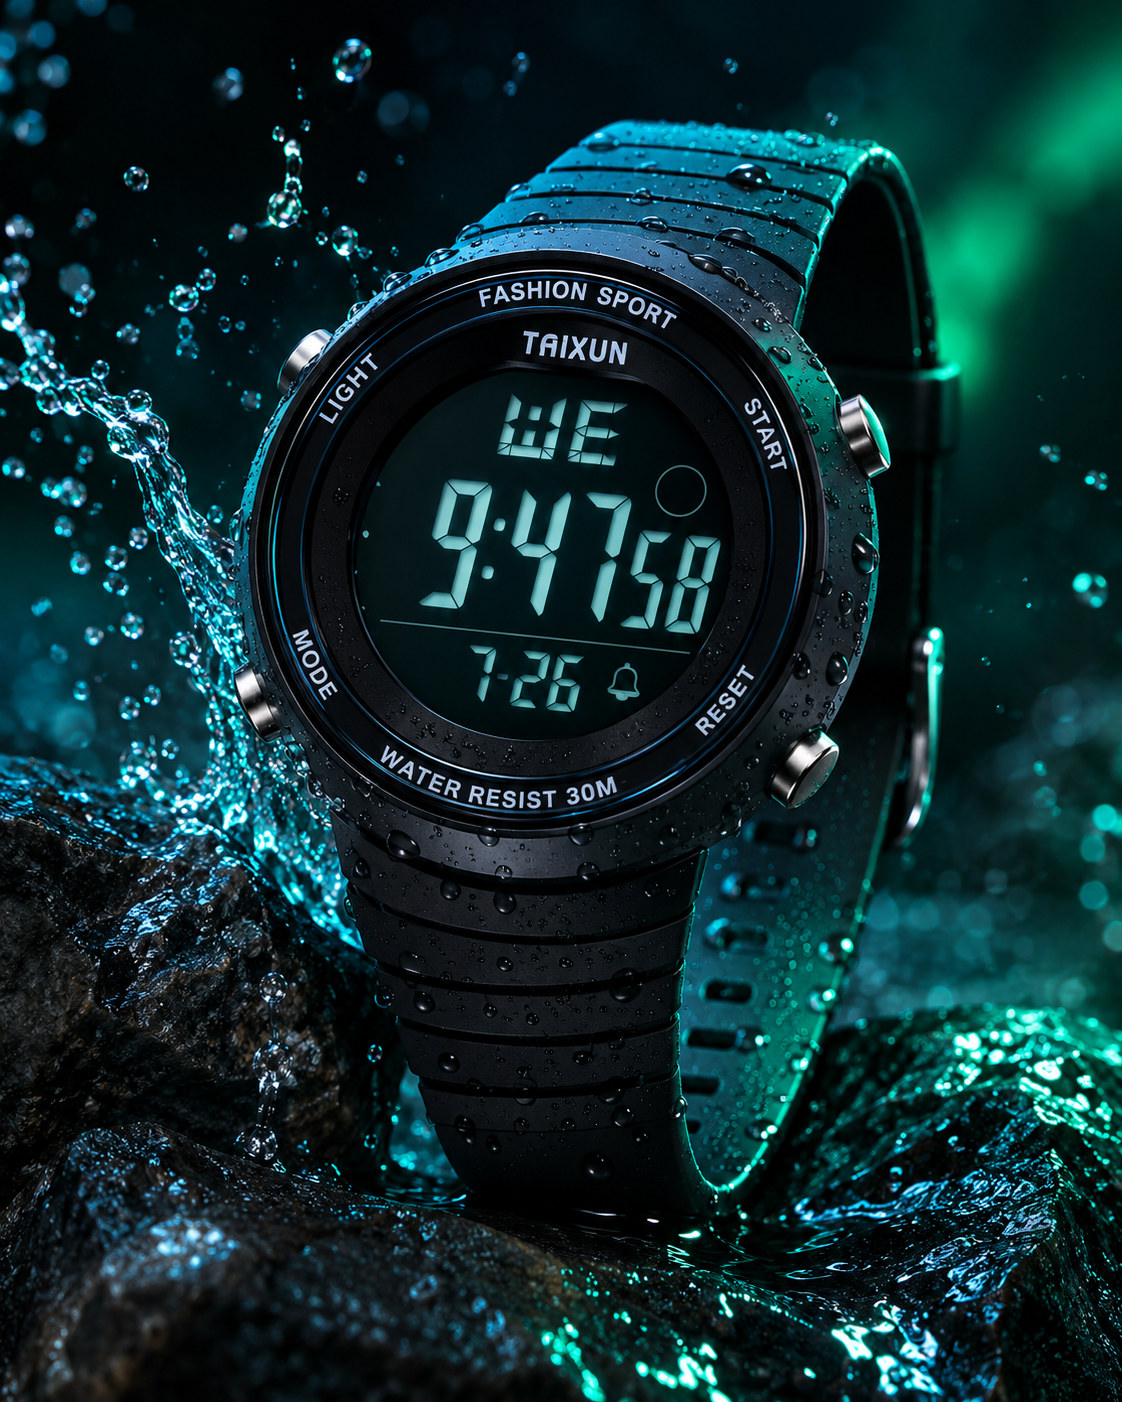 FASHION SPORT
TAIXUN
LIGHT
START
WE
9:47 58
7-26
MODE
RESET
WATER RESIST 30M